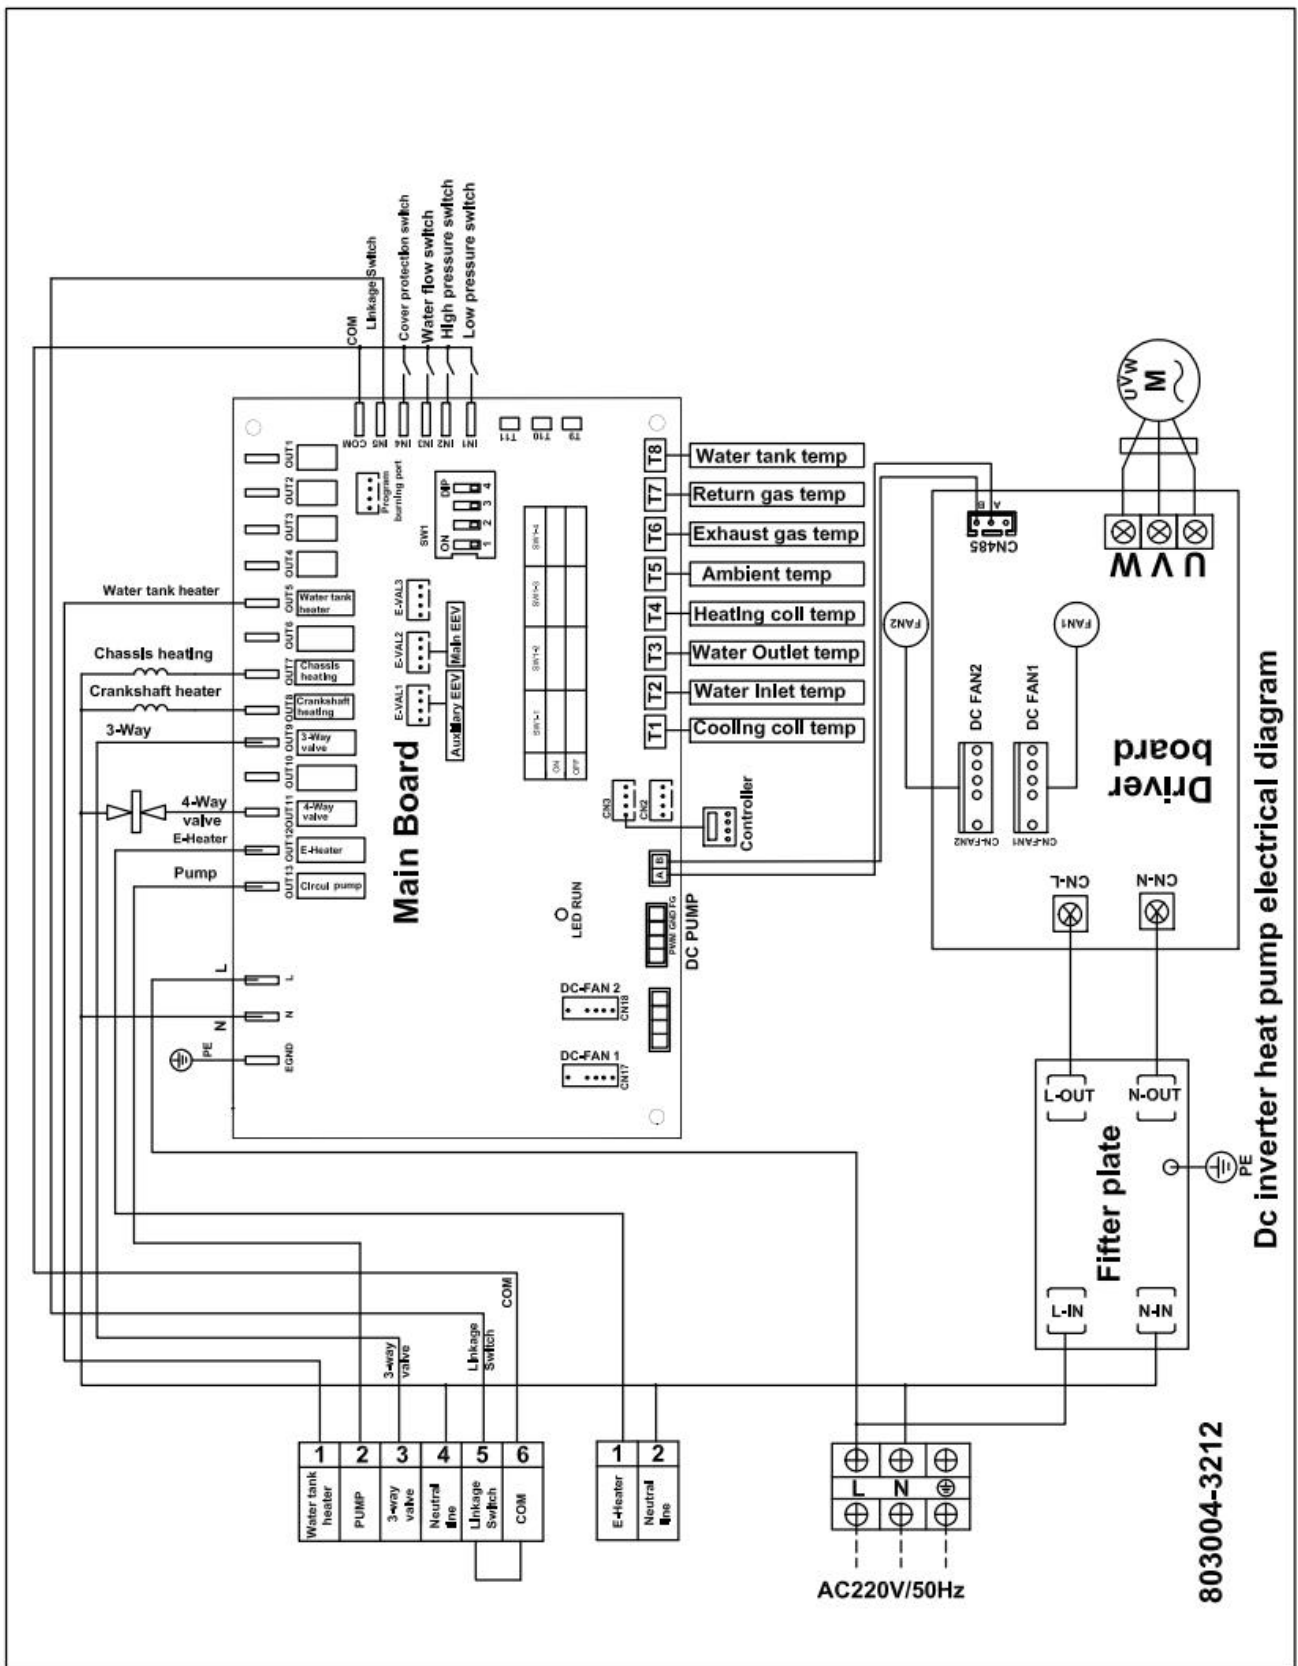 COM
Linkage Switch
Cover protection switch
Water flow switch
High pressure switch
Low pressure switch
COM
IN5
IN4
IN3
IN2
IN1
T11
T10
T9
OUT1
OUT2
OUT3
OUT4
OUT5
OUT6
OUT7
OUT8
OUT9
OUT10
OUT11
OUT12
OUT13
Water tank heater
Chassis heating
Crankshaft heater
3-Way
4-Way
valve
E-Heater
Pump
Water tank
heater
Chassis
heating
Crankshaft
heating
3-Way
valve
4-Way
valve
E-Heater
Circul pump
Program
burning port
SW1
ON
DIP
1
2
3
4
E-VAL1
E-VAL2
E-VAL3
Auxiliary EEV
Main EEV
SW1-1
SW1-2
SW1-3
SW1-4
ON
OFF
Main Board
T8
Water tank temp
T7
Return gas temp
T6
Exhaust gas temp
T5
Ambient temp
T4
Heating coil temp
T3
Water Outlet temp
T2
Water Inlet temp
T1
Cooling coil temp
CN3
CN2
Controller
A
B
LED RUN
PWM GND FG
DC PUMP
DC-FAN 2
CN18
DC-FAN 1
CN17
L
L
N
N
PE
EGND
U V W
M
B
A
CN485
U V W
FAN2
FAN1
DC FAN2
DC FAN1
CN-FAN2
CN-FAN1
Driver
board
CN-L
CN-N
L-OUT
N-OUT
Fifter plate
PE
L-IN
N-IN
3-way
valve
Linkage
Switch
COM
1
2
3
4
5
6
Water tank
heater
PUMP
3-way
valve
Neutral
line
Linkage
Switch
COM
1
2
E-Heater
Neutral
line
L
N
AC220V/50Hz
803004-3212
Dc inverter heat pump electrical diagram